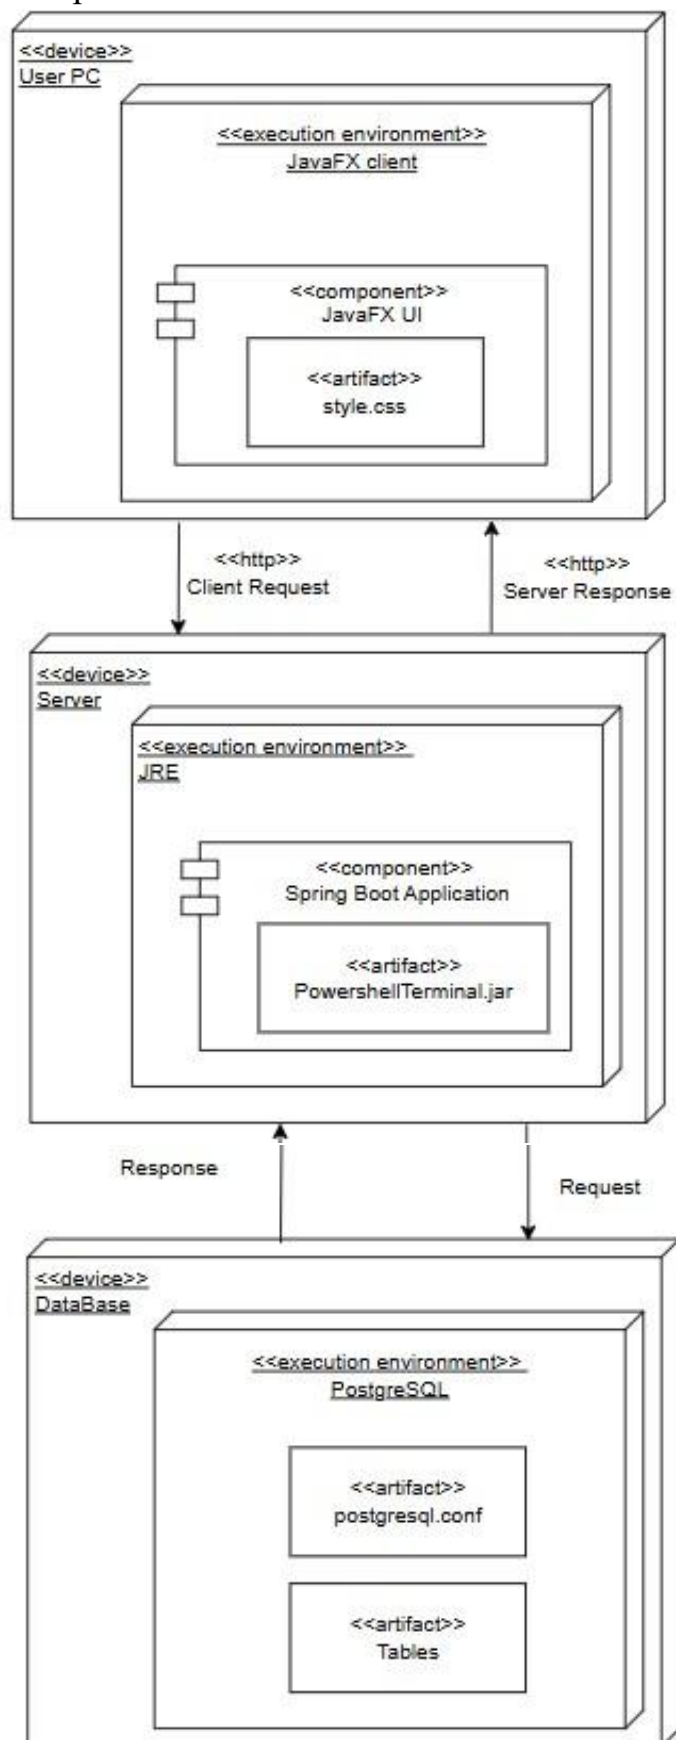 <<device>>
User PC
<<execution environment>>
JavaFX client
<<component>>
JavaFX UI
<<artifact>>
style.css
<<http>>
Client Request
<<http>>
Server Response
<<device>>
Server
<<execution environment>>
JRE
<<component>>
Spring Boot Application
<<artifact>>
PowershellTerminal.jar
Response
Request
<<device>>
DataBase
<<execution environment>>
PostgreSQL
<<artifact>>
postgresql.conf
<<artifact>>
Tables